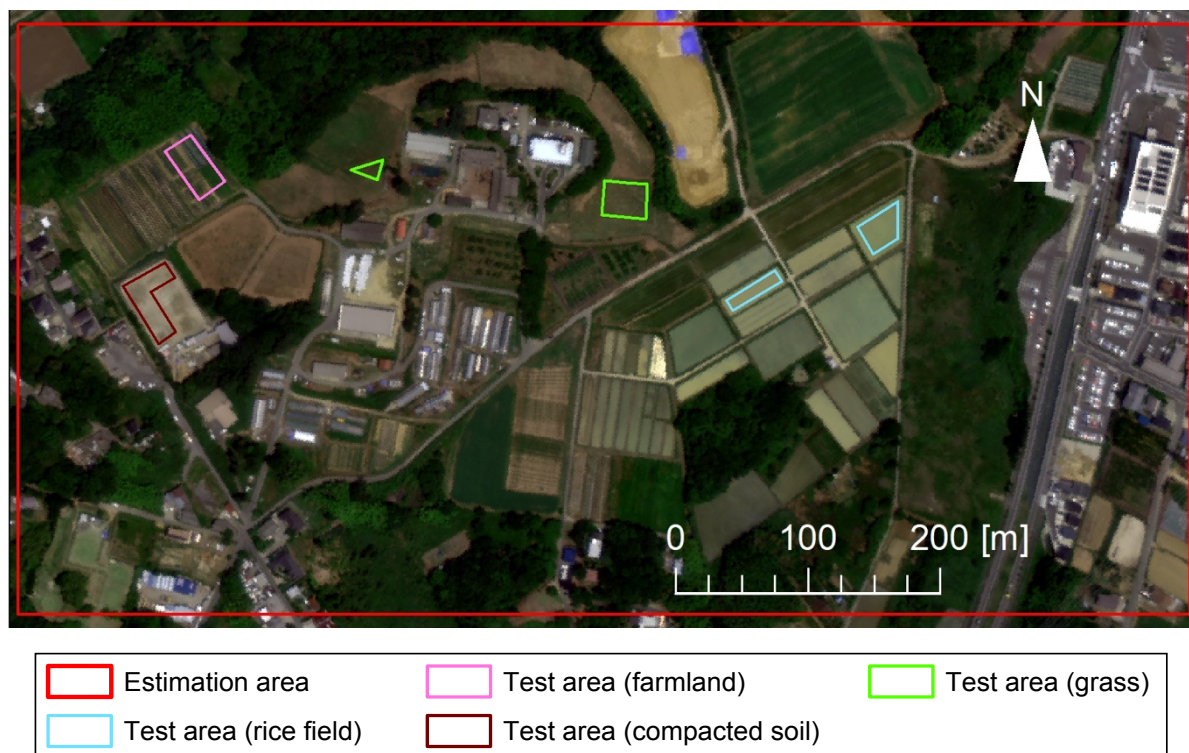 N
0 100 200 [m]
Estimation area Test area (farmland) Test area (grass)
Test area (rice field) Test area (compacted soil)